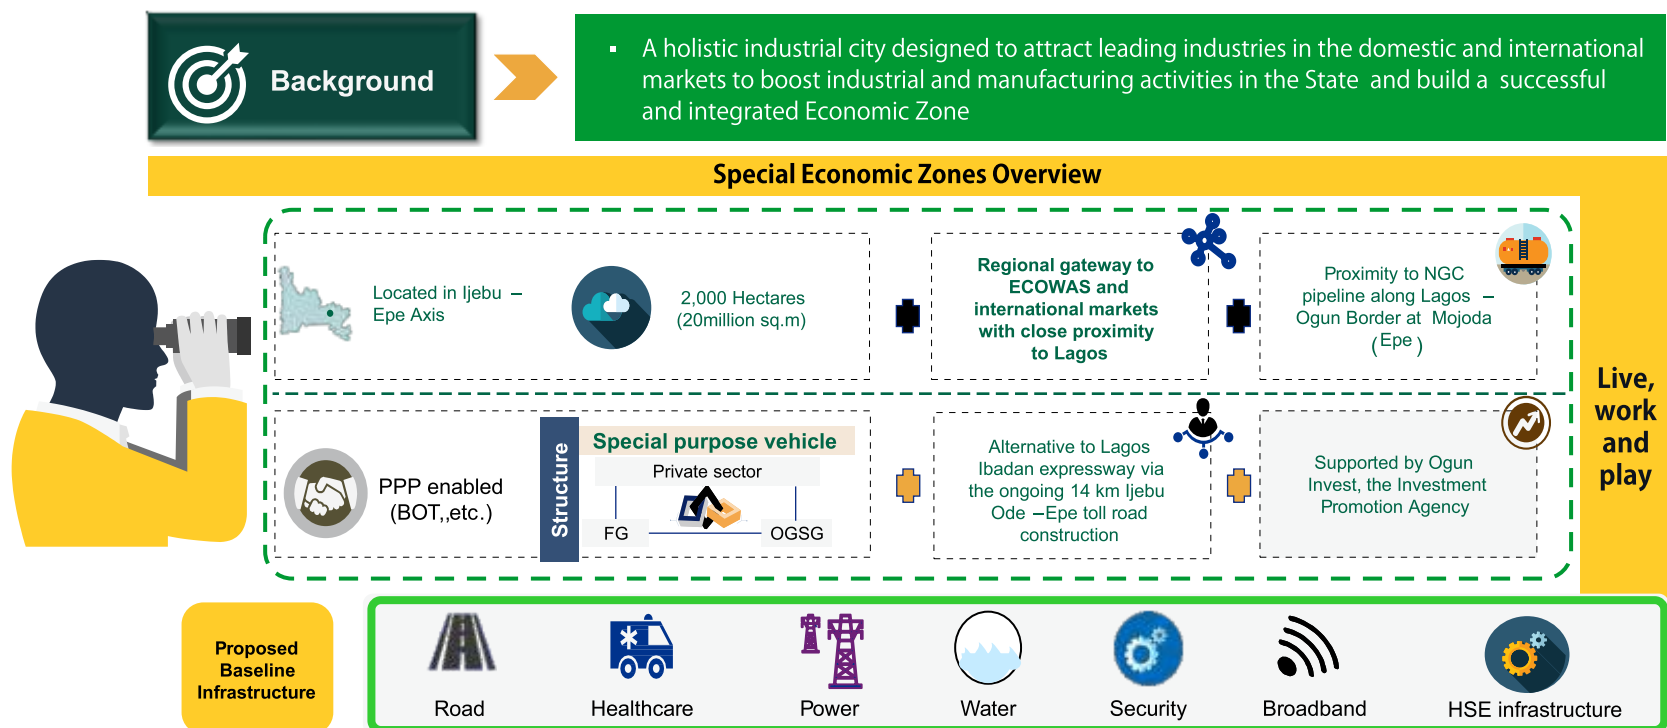 Background
▪ A holistic industrial city designed to attract leading industries in the domestic and international
markets to boost industrial and manufacturing activities in the State and build a successful
and integrated Economic Zone
Special Economic Zones Overview
Located in Ijebu –
Epe Axis
2,000 Hectares
(20million sq.m)
Regional gateway to
ECOWAS and
international markets
with close proximity
to Lagos
Proximity to NGC
pipeline along Lagos –
Ogun Border at Mojoda
(Epe)
Live,
work
and
play
PPP enabled
(BOT,,etc.)
Structure
Special purpose vehicle
Private sector
FG
OGSG
Alternative to Lagos
Ibadan expressway via
the ongoing 14 km Ijebu
Ode –Epe toll road
construction
Supported by Ogun
Invest, the Investment
Promotion Agency
Proposed
Baseline
Infrastructure
Road
Healthcare
Power
Water
Security
Broadband
HSE infrastructure